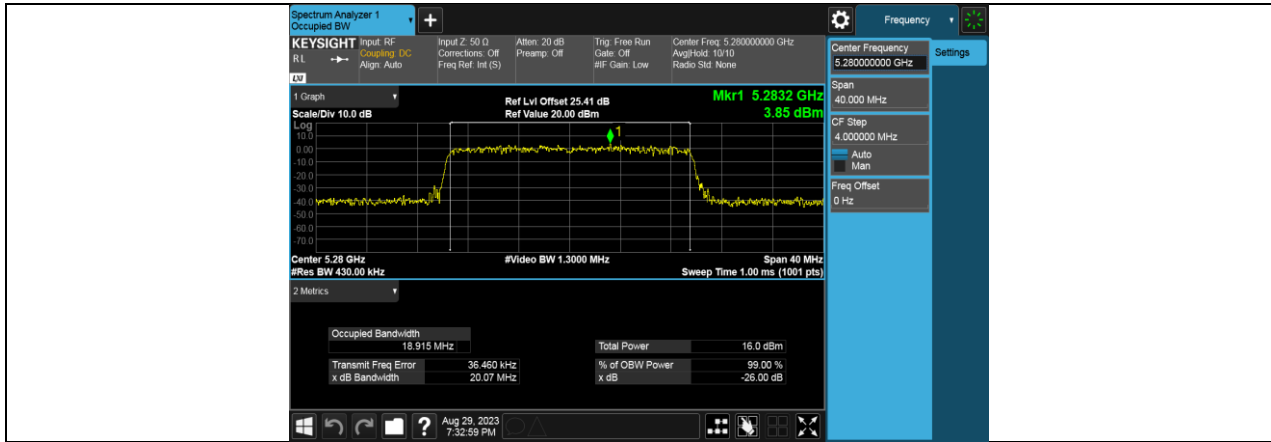 Spectrum Analyzer 1
Occupied BW
+
Frequency
KEYSIGHT
R L
LXI
Input: RF
Coupling: DC
Align: Auto
Input Z: 50 Ω
Corrections: Off
Freq Ref: Int (S)
Atten: 20 dB
Preamp: Off
Trig: Free Run
Gate: Off
#IF Gain: Low
Center Freq: 5.280000000 GHz
Avg|Hold: 10/10
Radio Std: None
Center Frequency
5.280000000 GHz
Settings
Span
40.000 MHz
CF Step
4.000000 MHz
Auto
Man
Freq Offset
0 Hz
1 Graph
Scale/Div 10.0 dB
Ref Lvl Offset 25.41 dB
Ref Value 20.00 dBm
Mkr1 5.2832 GHz
3.85 dBm
Log
10.0
0.00
-10.0
-20.0
-30.0
-40.0
-50.0
-60.0
-70.0
1
Center 5.28 GHz
#Res BW 430.00 kHz
#Video BW 1.3000 MHz
Span 40 MHz
Sweep Time 1.00 ms (1001 pts)
2 Metrics
Occupied Bandwidth
18.915 MHz
Transmit Freq Error 36.460 kHz
x dB Bandwidth 20.07 MHz
Total Power 16.0 dBm
% of OBW Power 99.00 %
x dB -26.00 dB
?
Aug 29, 2023
7:32:59 PM